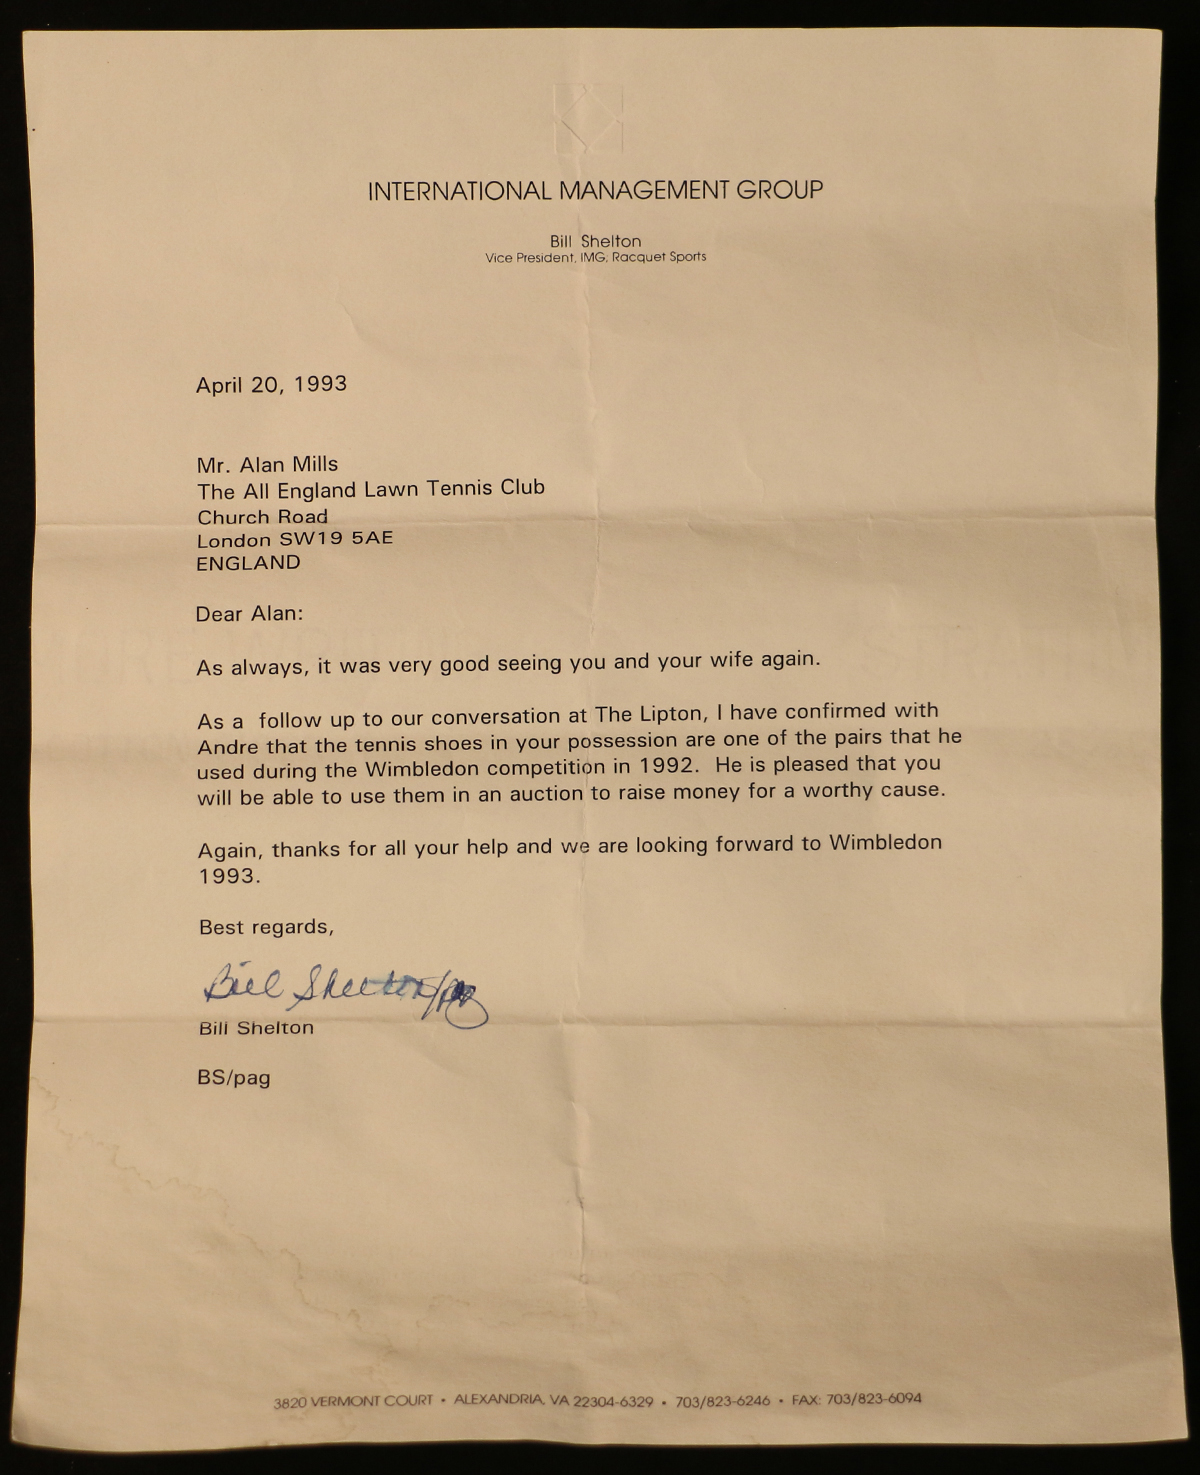 INTERNATIONAL MANAGEMENT GROUP
Bill Shelton
Vice President, IMG, Racquet Sports
April 20, 1993
Mr. Alan Mills
The All England Lawn Tennis Club
Church Road
London SW19 5AE
ENGLAND
Dear Alan:
As always, it was very good seeing you and your wife again.
As a  follow up to our conversation at The Lipton, I have confirmed with
Andre that the tennis shoes in your possession are one of the pairs that he
used during the Wimbledon competition in 1992.  He is pleased that you
will be able to use them in an auction to raise money for a worthy cause.
Again, thanks for all your help and we are looking forward to Wimbledon
1993.
Best regards,
Bill Shelton/pag
Bill Shelton
BS/pag
3820 VERMONT COURT • ALEXANDRIA, VA 22304-6329 • 703/823-6246 • FAX: 703/823-6094